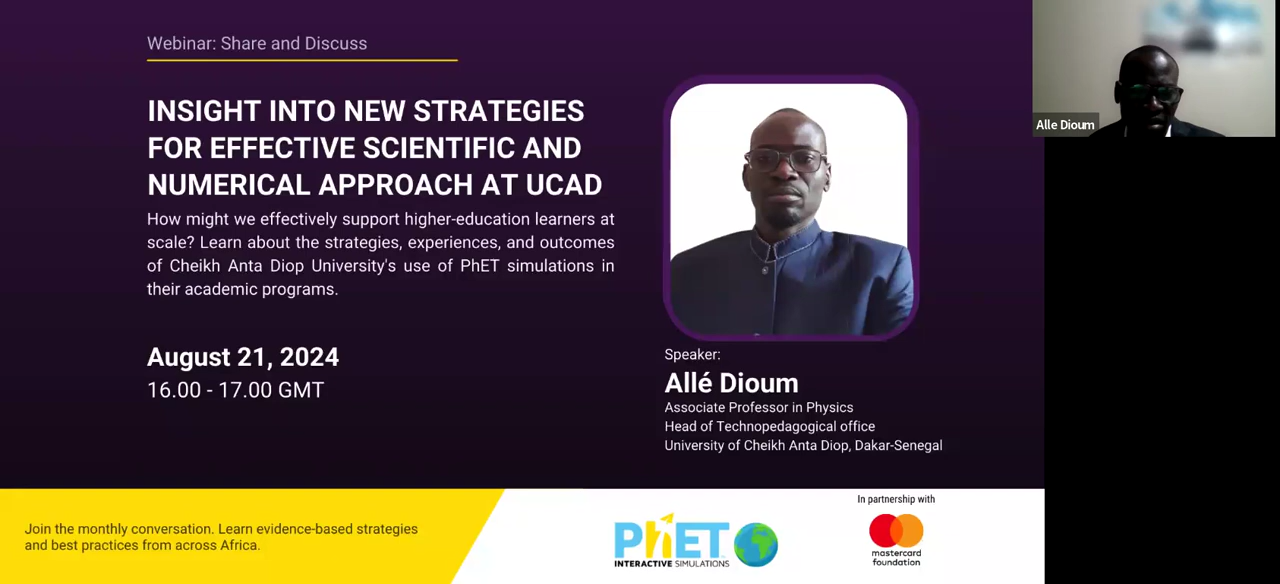 Webinar: Share and Discuss
INSIGHT INTO NEW STRATEGIES
FOR EFFECTIVE SCIENTIFIC AND
NUMERICAL APPROACH AT UCAD
How might we effectively support higher-education learners at
scale? Learn about the strategies, experiences, and outcomes
of Cheikh Anta Diop University's use of PhET simulations in
their academic programs.
August 21, 2024
16.00 - 17.00 GMT
Speaker:
Allé Dioum
Associate Professor in Physics
Head of Technopedagogical office
University of Cheikh Anta Diop, Dakar-Senegal
Alle Dioum
Join the monthly conversation. Learn evidence-based strategies
and best practices from across Africa.
PhET
INTERACTIVE SIMULATIONS
In partnership with
mastercard
foundation